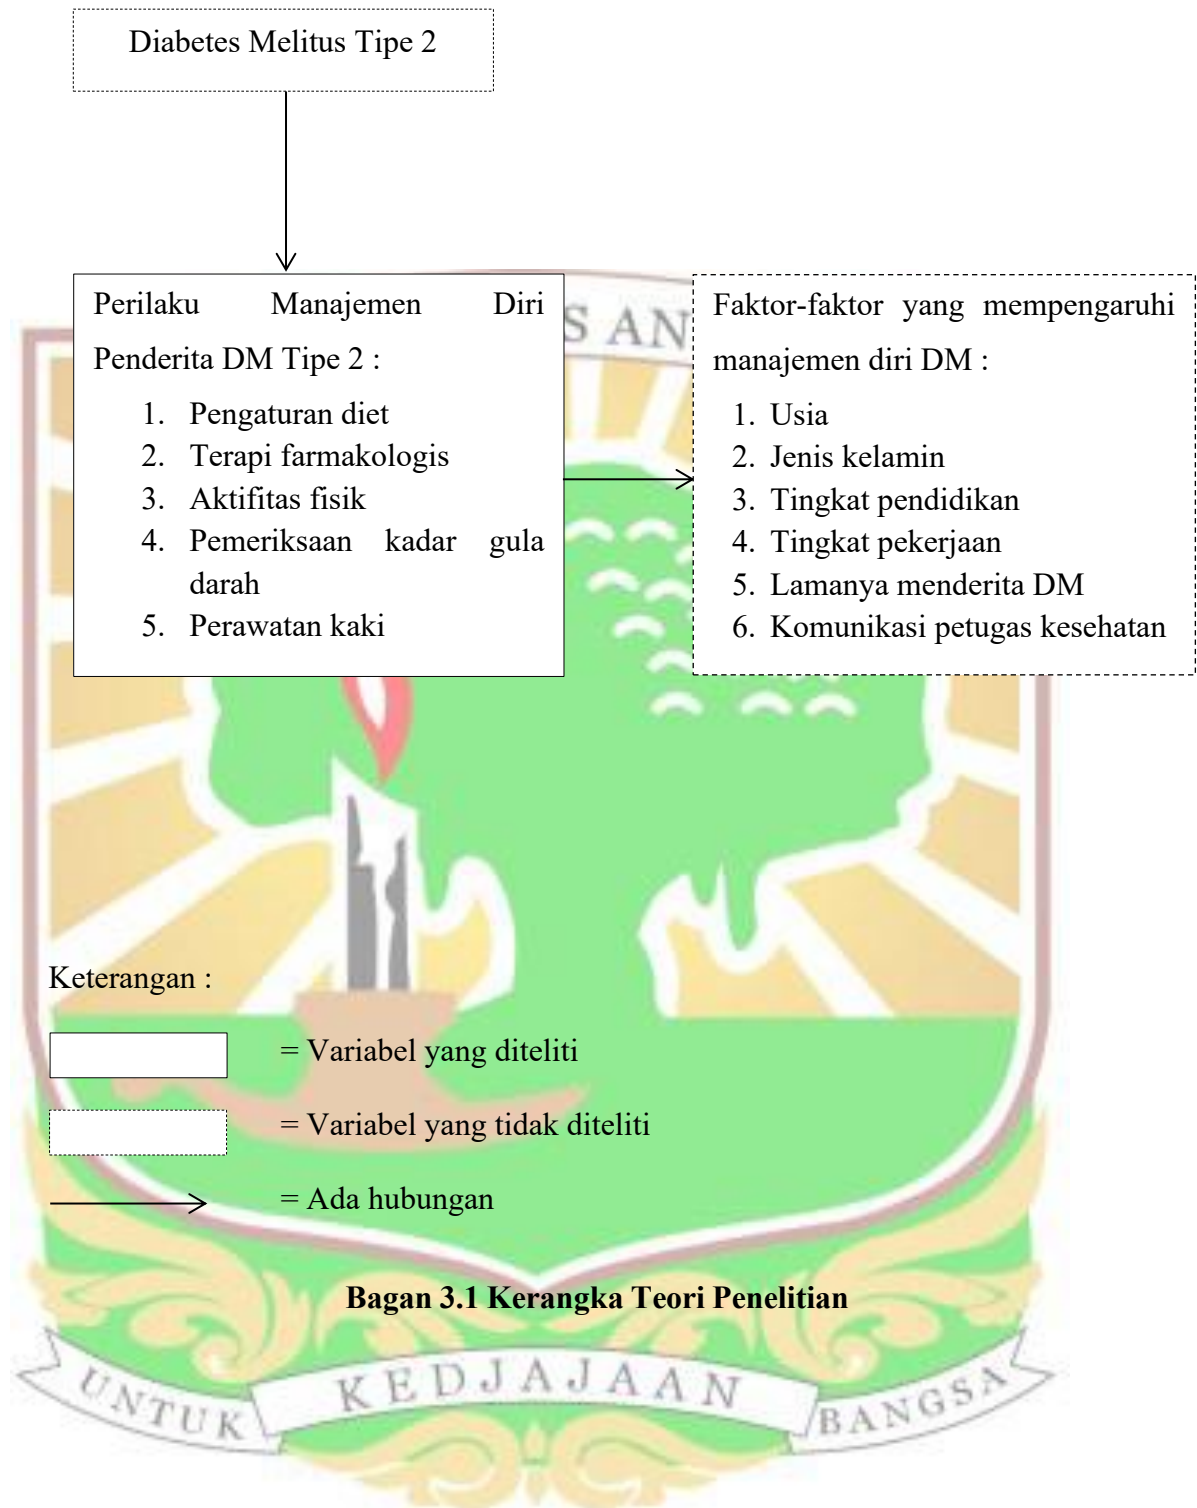 Diabetes Melitus Tipe 2
Perilaku Manajemen Diri
Penderita DM Tipe 2 :
1. Pengaturan diet
2. Terapi farmakologis
3. Aktifitas fisik
4. Pemeriksaan kadar gula
darah
5. Perawatan kaki
Faktor-faktor yang mempengaruhi
manajemen diri DM :
1. Usia
2. Jenis kelamin
3. Tingkat pendidikan
4. Tingkat pekerjaan
5. Lamanya menderita DM
6. Komunikasi petugas kesehatan
S AN
Keterangan :
= Variabel yang diteliti
= Variabel yang tidak diteliti
= Ada hubungan
Bagan 3.1 Kerangka Teori Penelitian
UNTUK KEDJAJAAN BANGSA